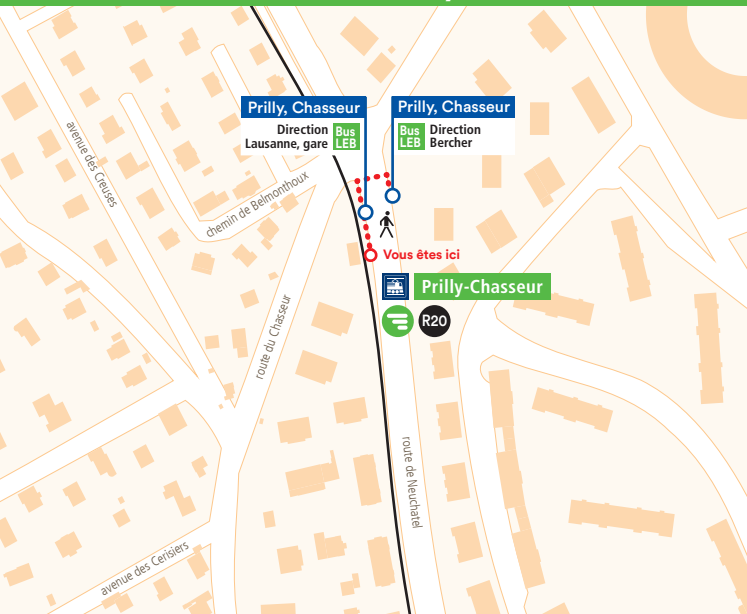 Prilly, Chasseur
Direction
Lausanne, gare
Bus
LEB
Prilly, Chasseur
Bus
LEB
Direction
Bercher
avenue des Creuses
chemin de Belmonthoux
Vous êtes ici
Prilly-Chasseur
R20
route du Chasseur
route de Neuchatel
avenue des Cerisiers